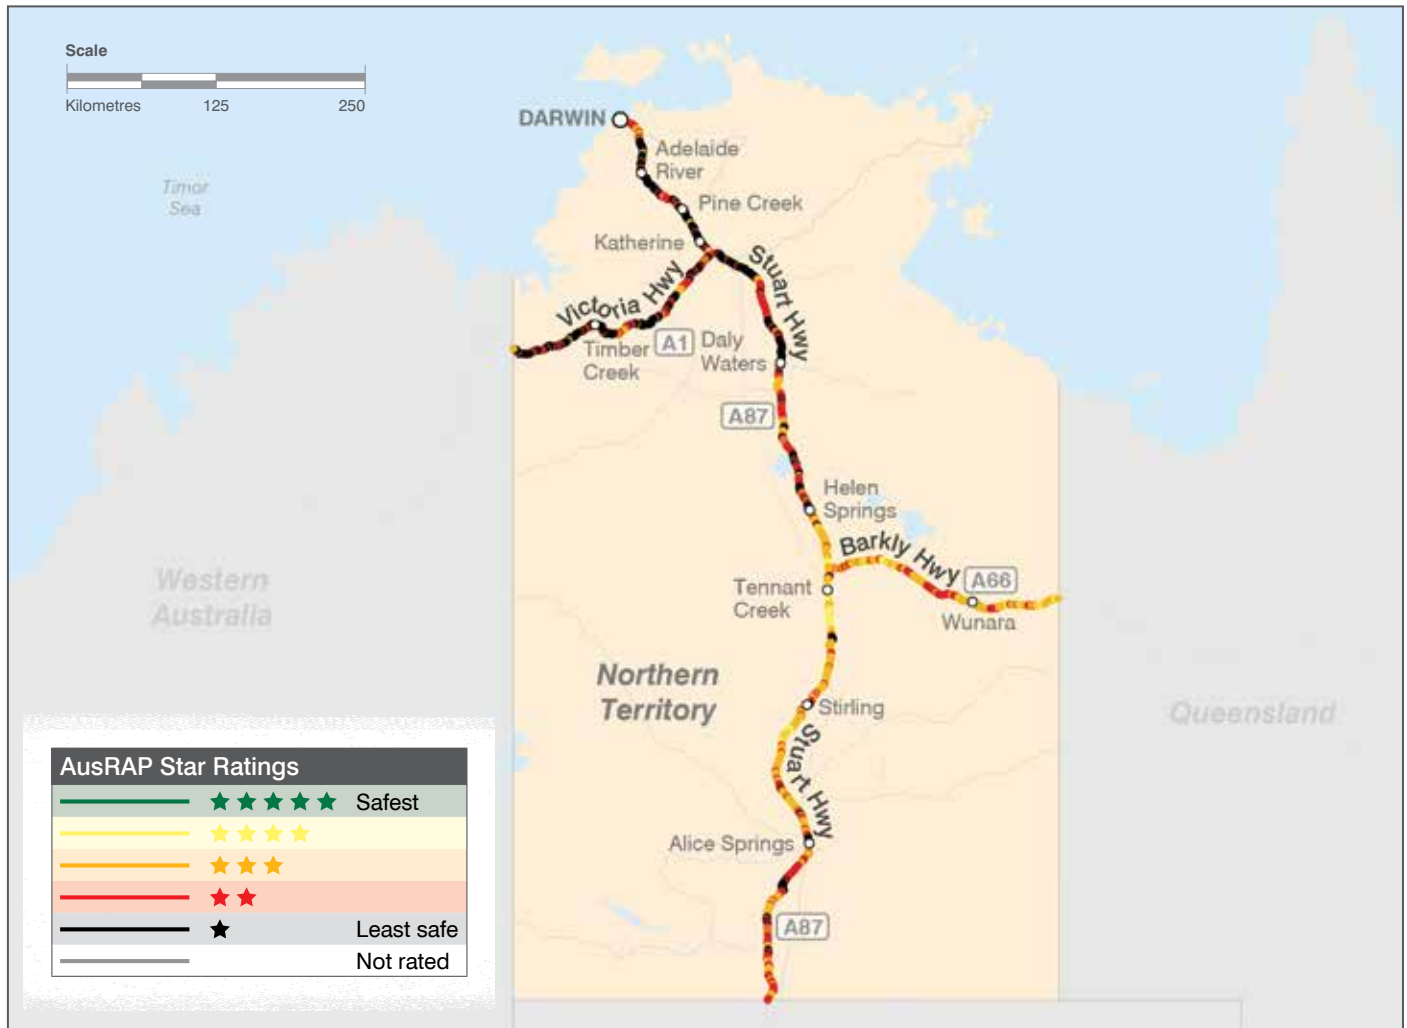 Scale
Kilometres 125 250
DARWIN
Adelaide
River
Timor
Sea
Pine Creek
Katherine
Stuart Hwy
Victoria Hwy
Timber
Creek
A1
Daly
Waters
A87
Helen
Springs
Barkly Hwy
A66
Western
Australia
Tennant
Creek
Wunara
Northern
Territory
Stirling
Queensland
Stuart Hwy
Alice Springs
A87
AusRAP Star Ratings
Safest
Least safe
Not rated